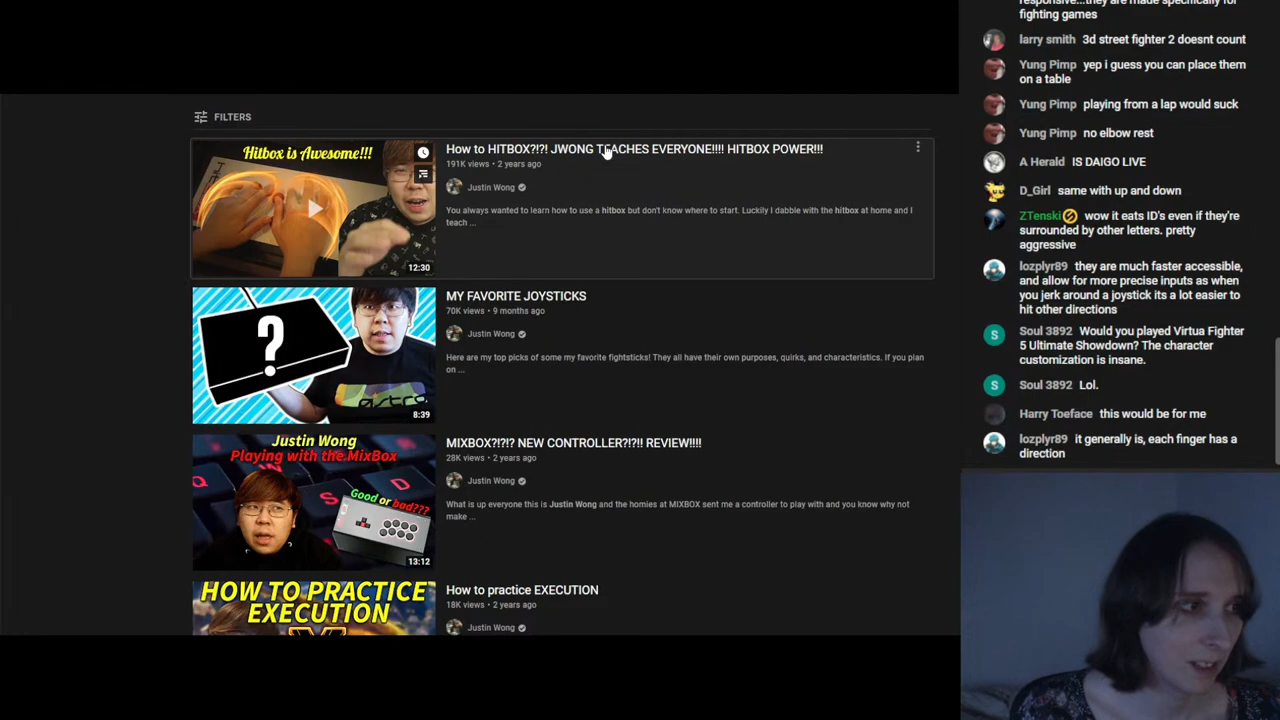 FILTERS
Hitbox is Awesome!!!
12:30
How to HITBOX?!?! JWONG TEACHES EVERYONE!!!! HITBOX POWER!!!
191K views • 2 years ago
Justin Wong
You always wanted to learn how to use a hitbox but don't know where to start. Luckily I dabble with the hitbox at home and I
teach ...
?
8:39
MY FAVORITE JOYSTICKS
70K views • 9 months ago
Justin Wong
Here are my top picks of some my favorite fightsticks! They all have their own purposes, quirks, and characteristics. If you plan
on ...
Justin Wong
Playing with the MixBox
Good or bad???
13:12
MIXBOX?!?!? NEW CONTROLLER?!?!! REVIEW!!!!
28K views • 2 years ago
Justin Wong
What is up everyone this is Justin Wong and the homies at MIXBOX sent me a controller to play with and you know why not
make ...
HOW TO PRACTICE
EXECUTION
How to practice EXECUTION
18K views • 2 years ago
Justin Wong
responsive...they are made specifically for
fighting games
larry smith 3d street fighter 2 doesnt count
Yung Pimp yep i guess you can place them
on a table
Yung Pimp playing from a lap would suck
Yung Pimp no elbow rest
A Herald IS DAIGO LIVE
D_Girl same with up and down
ZTenski wow it eats ID's even if they're
surrounded by other letters. pretty
aggressive
lozplyr89 they are much faster accessible,
and allow for more precise inputs as when
you jerk around a joystick its a lot easier to
hit other directions
S
Soul 3892 Would you played Virtua Fighter
5 Ultimate Showdown? The character
customization is insane.
S
Soul 3892 Lol.
Harry Toeface this would be for me
lozplyr89 it generally is, each finger has a
direction